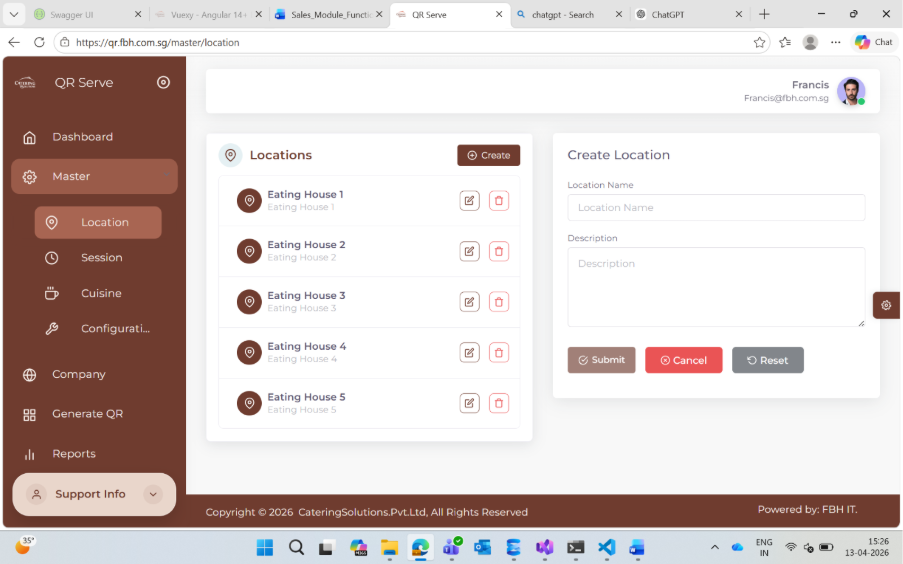 Swagger UI
Vuexy - Angular 14+
Sales_Module_Functi
QR Serve
chatgpt - Search
ChatGPT
https://qr.fbh.com.sg/master/location
Chat
CATERING
QR Serve
Dashboard
Master
Location
Session
Cuisine
Configurati...
Company
Generate QR
Reports
Support Info
Francis
Francis@fbh.com.sg
Locations
Create
Eating House 1
Eating House 1
Eating House 2
Eating House 2
Eating House 3
Eating House 3
Eating House 4
Eating House 4
Eating House 5
Eating House 5
Create Location
Location Name
Location Name
Description
Description
Submit
Cancel
Reset
Copyright © 2026 CateringSolutions.Pvt.Ltd, All Rights Reserved
Powered by: FBH IT.
35°
ENG
IN
15:26
13-04-2026